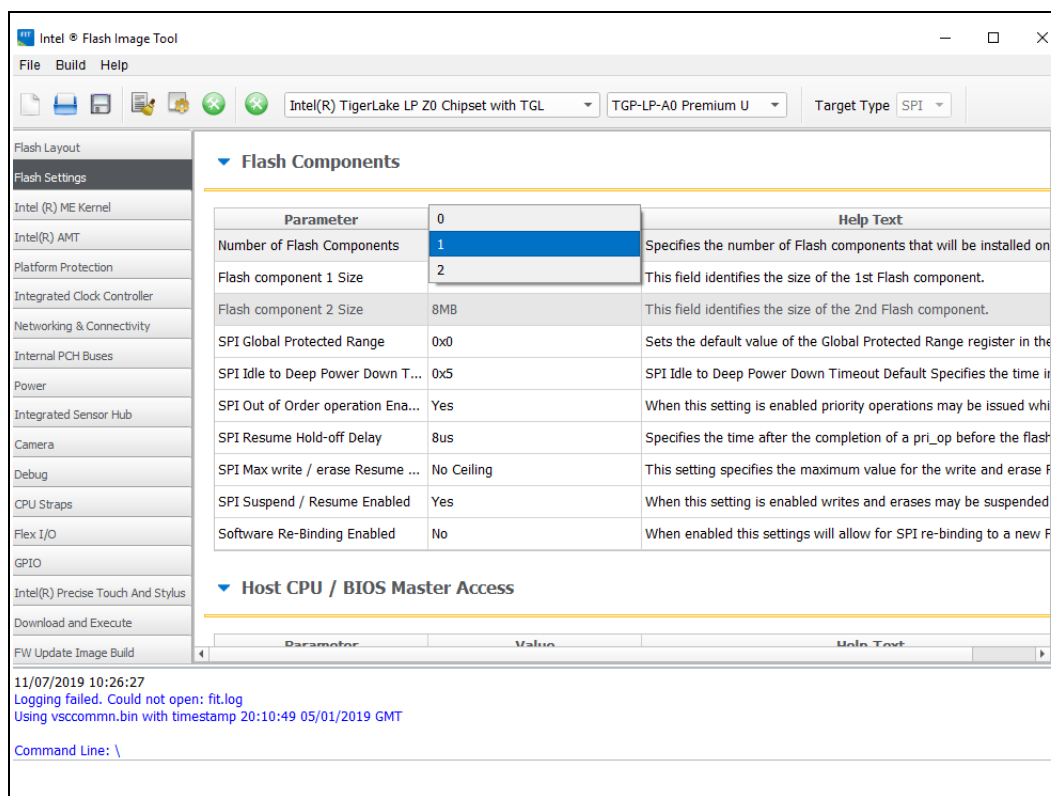 Intel ® Flash Image Tool
File Build Help
Intel(R) TigerLake LP Z0 Chipset with TGL TGP-LP-A0 Premium U Target Type SPI
Flash Layout
Flash Settings
Intel (R) ME Kernel
Intel(R) AMT
Platform Protection
Integrated Clock Controller
Networking & Connectivity
Internal PCH Buses
Power
Integrated Sensor Hub
Camera
Debug
CPU Straps
Flex I/O
GPIO
Intel(R) Precise Touch And Stylus
Download and Execute
FW Update Image Build
Flash Components
Parameter Help Text
0
1
2
Number of Flash Components Specifies the number of Flash components that will be installed on
Flash component 1 Size This field identifies the size of the 1st Flash component.
Flash component 2 Size 8MB This field identifies the size of the 2nd Flash component.
SPI Global Protected Range 0x0 Sets the default value of the Global Protected Range register in the
SPI Idle to Deep Power Down T... 0x5 SPI Idle to Deep Power Down Timeout Default Specifies the time in
SPI Out of Order operation Ena... Yes When this setting is enabled priority operations may be issued whi
SPI Resume Hold-off Delay 8us Specifies the time after the completion of a pri_op before the flash
SPI Max write / erase Resume ... No Ceiling This setting specifies the maximum value for the write and erase
SPI Suspend / Resume Enabled Yes When this setting is enabled writes and erases may be suspended
Software Re-Binding Enabled No When enabled this settings will allow for SPI re-binding to a new
Host CPU / BIOS Master Access
Parameter Value Help Text
11/07/2019 10:26:27
Logging failed. Could not open: fit.log
Using vsccommn.bin with timestamp 20:10:49 05/01/2019 GMT
Command Line: \